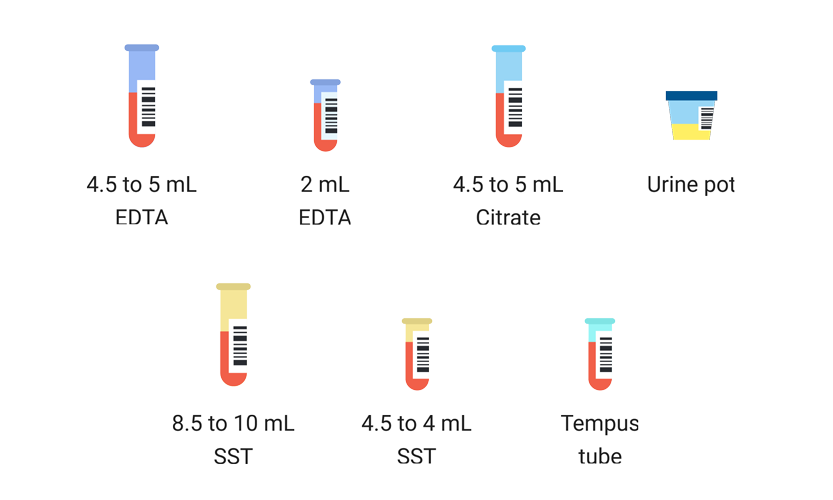 4.5 to 5 mL
EDTA
2 mL
EDTA
4.5 to 5 mL
Citrate
Urine pot
8.5 to 10 mL
SST
4.5 to 4 mL
SST
Tempus
tube